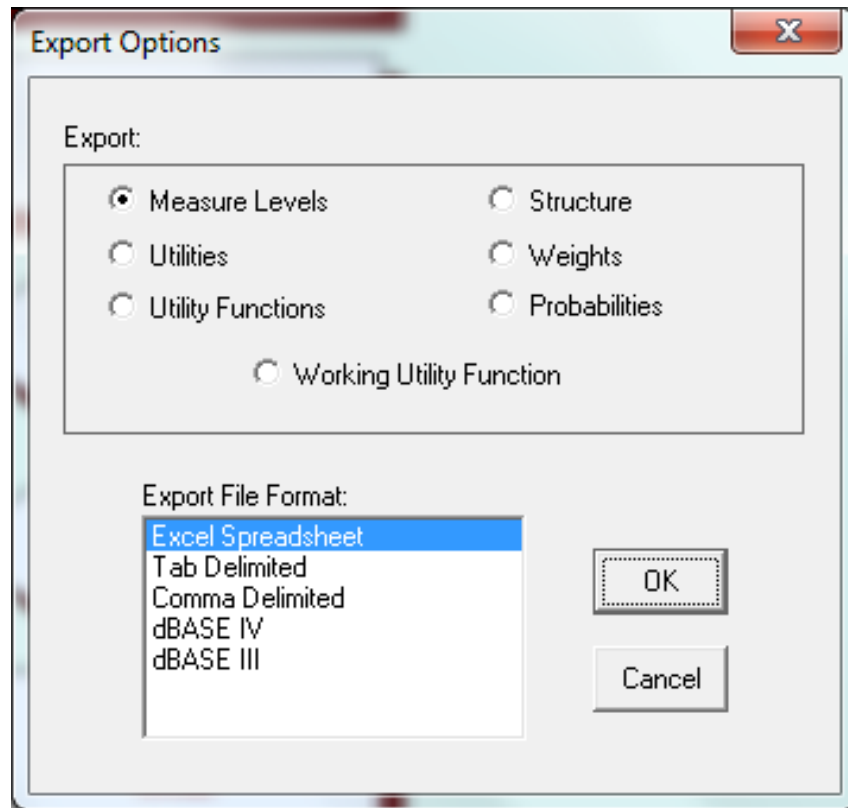 Export Options
Export:
Measure Levels
Structure
Utilities
Weights
Utility Functions
Probabilities
Working Utility Function
Export File Format:
Excel Spreadsheet
Tab Delimited
Comma Delimited
dBASE IV
dBASE III
OK
Cancel